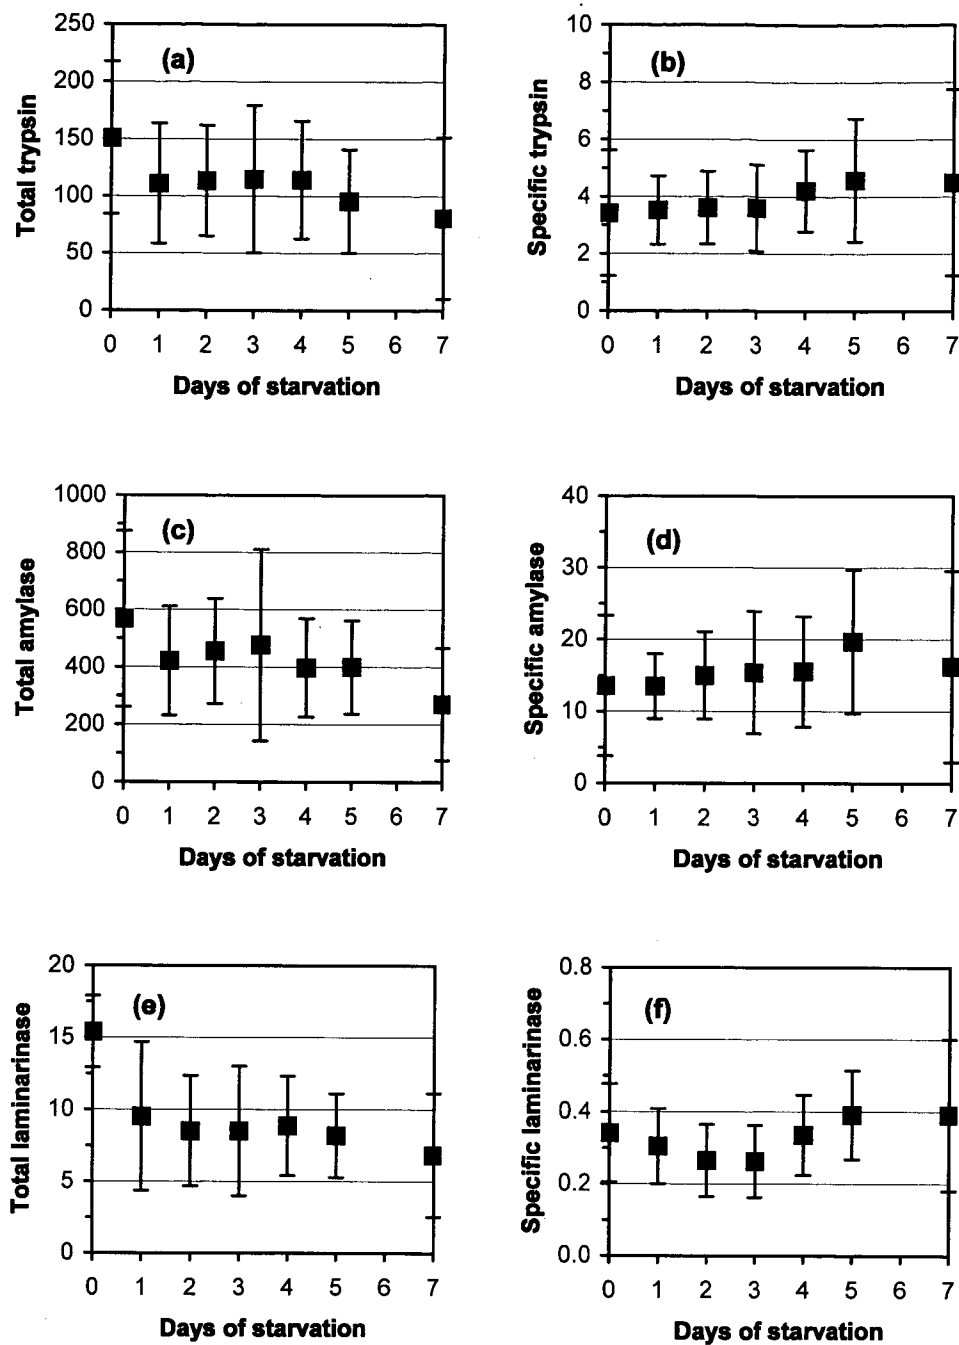 250
200
150
100
50
0
Total trypsin
(a)
0 1 2 3 4 5 6 7
Days of starvation
10
8
6
4
2
0
Specific trypsin
(b)
0 1 2 3 4 5 6 7
Days of starvation
1000
800
600
400
200
0
Total amylase
(c)
0 1 2 3 4 5 6 7
Days of starvation
40
30
20
10
0
Specific amylase
(d)
0 1 2 3 4 5 6 7
Days of starvation
20
15
10
5
0
Total laminarinase
(e)
0 1 2 3 4 5 6 7
Days of starvation
0.8
0.6
0.4
0.2
0.0
Specific laminarinase
(f)
0 1 2 3 4 5 6 7
Days of starvation